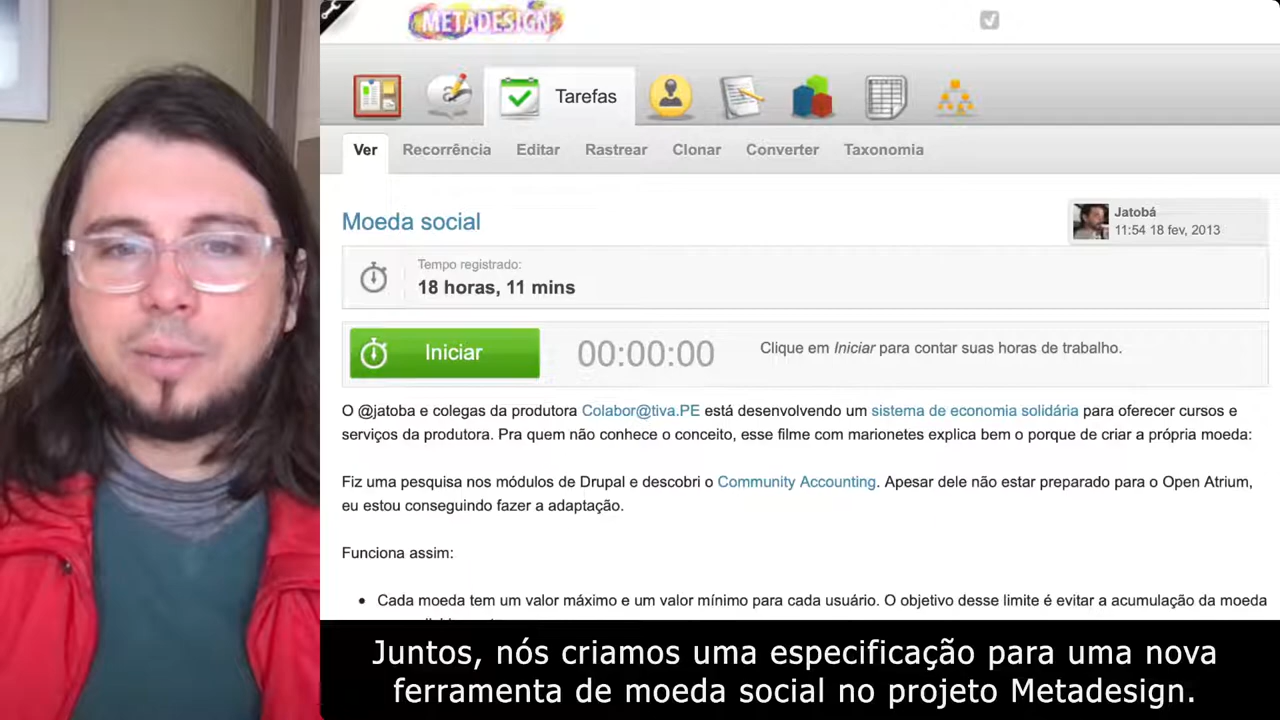 METADESIGN
Tarefas
Ver Recorrência Editar Rastrear Clonar Converter Taxonomia
Moeda social
Jatobá
11:54 18 fev, 2013
Tempo registrado:
18 horas, 11 mins
Iniciar 00:00:00 Clique em Iniciar para contar suas horas de trabalho.
O @jatoba e colegas da produtora Colabor@tiva.PE está desenvolvendo um sistema de economia solidária para oferecer cursos e
serviços da produtora. Pra quem não conhece o conceito, esse filme com marionetes explica bem o porque de criar a própria moeda:
Fiz uma pesquisa nos módulos de Drupal e descobri o Community Accounting. Apesar dele não estar preparado para o Open Atrium,
eu estou conseguindo fazer a adaptação.
Funciona assim:
• Cada moeda tem um valor máximo e um valor mínimo para cada usuário. O objetivo desse limite é evitar a acumulação da moeda
Juntos, nós criamos uma especificação para uma nova
ferramenta de moeda social no projeto Metadesign.